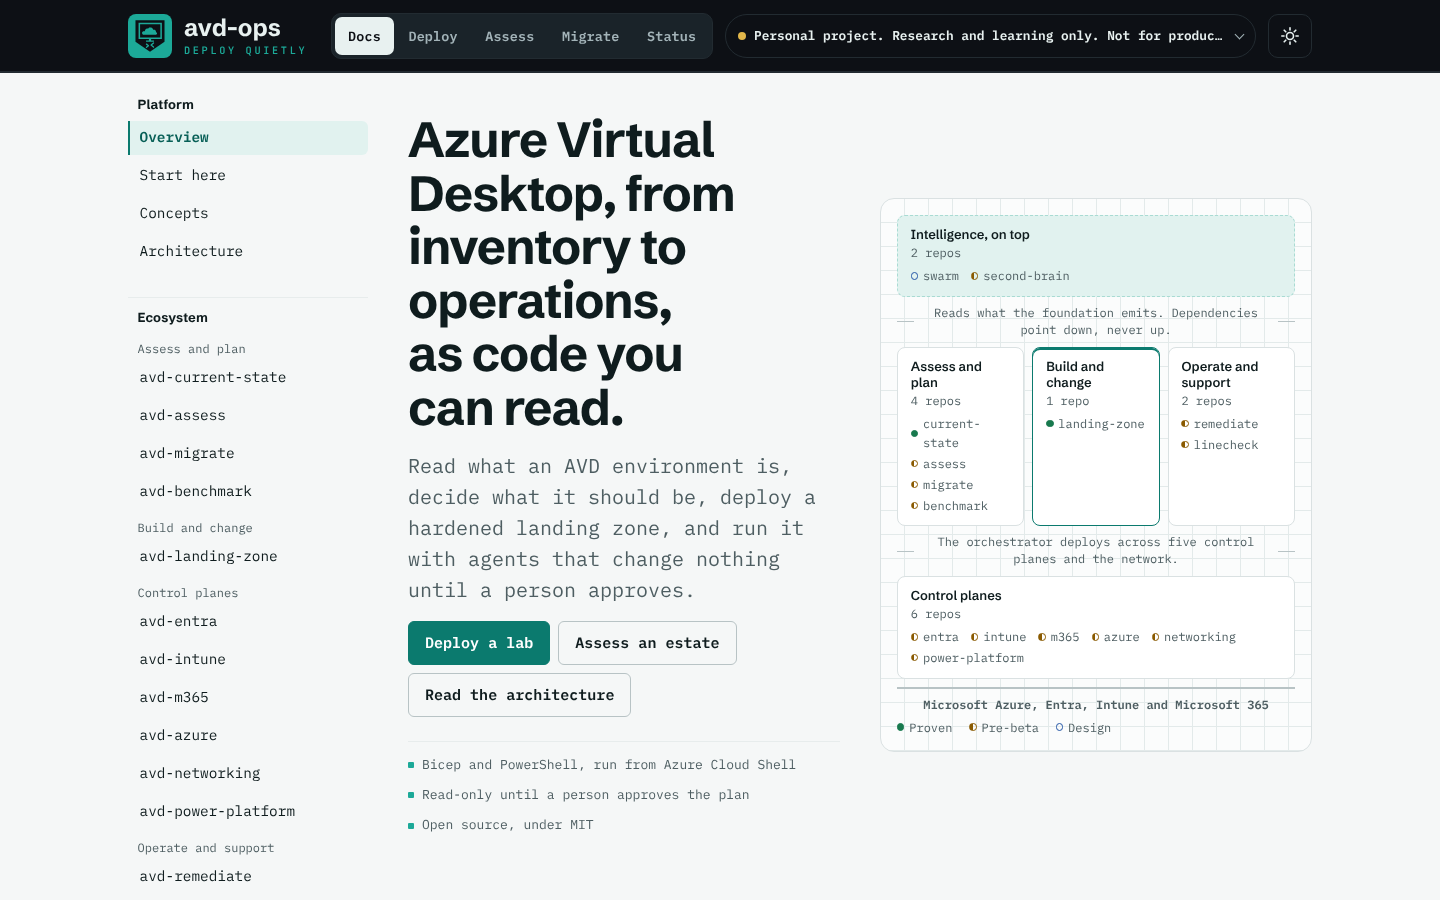 avd-ops
DEPLOY QUIETLY
Docs
Deploy
Assess
Migrate
Status
Personal project. Research and learning only. Not for produc…
Platform
Overview
Start here
Concepts
Architecture
Ecosystem
Assess and plan
avd-current-state
avd-assess
avd-migrate
avd-benchmark
Build and change
avd-landing-zone
Control planes
avd-entra
avd-intune
avd-m365
avd-azure
avd-networking
avd-power-platform
Operate and support
avd-remediate
Azure Virtual
Desktop, from
inventory to
operations,
as code you
can read.
Read what an AVD environment is,
decide what it should be, deploy a
hardened landing zone, and run it
with agents that change nothing
until a person approves.
Deploy a lab
Assess an estate
Read the architecture
Bicep and PowerShell, run from Azure Cloud Shell
Read-only until a person approves the plan
Open source, under MIT
Intelligence, on top
2 repos
swarm
second-brain
Reads what the foundation emits. Dependencies
point down, never up.
Assess and
plan
4 repos
current-
state
assess
migrate
benchmark
Build and
change
1 repo
landing-zone
Operate and
support
2 repos
remediate
linecheck
The orchestrator deploys across five control
planes and the network.
Control planes
6 repos
entra
intune
m365
azure
networking
power-platform
Microsoft Azure, Entra, Intune and Microsoft 365
Proven
Pre-beta
Design